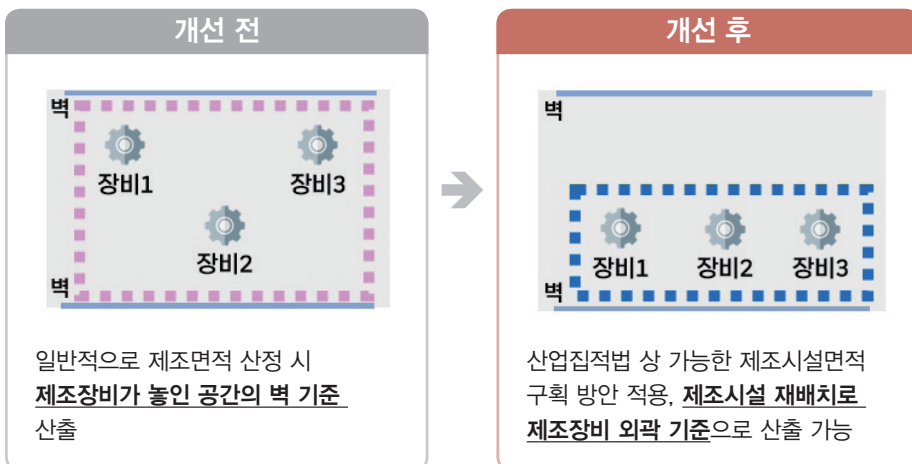 개선 전
벽
장비1
장비3
장비2
벽
일반적으로 제조면적 산정 시
제조장비가 놓인 공간의 벽 기준
산출
개선 후
벽
장비1
장비2
장비3
벽
산업집적법 상 가능한 제조시설면적
구획 방안 적용, 제조시설 재배치로
제조장비 외곽 기준으로 산출 가능